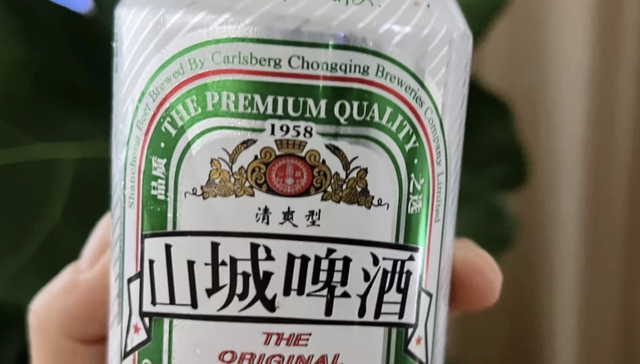 Shancheng Beer Brewed By Carlsberg Chongqing Breweries Company Limited
品质 · THE PREMIUM QUALITY · 之选
1958
清爽型
山城啤酒
THE
ORIGINAL